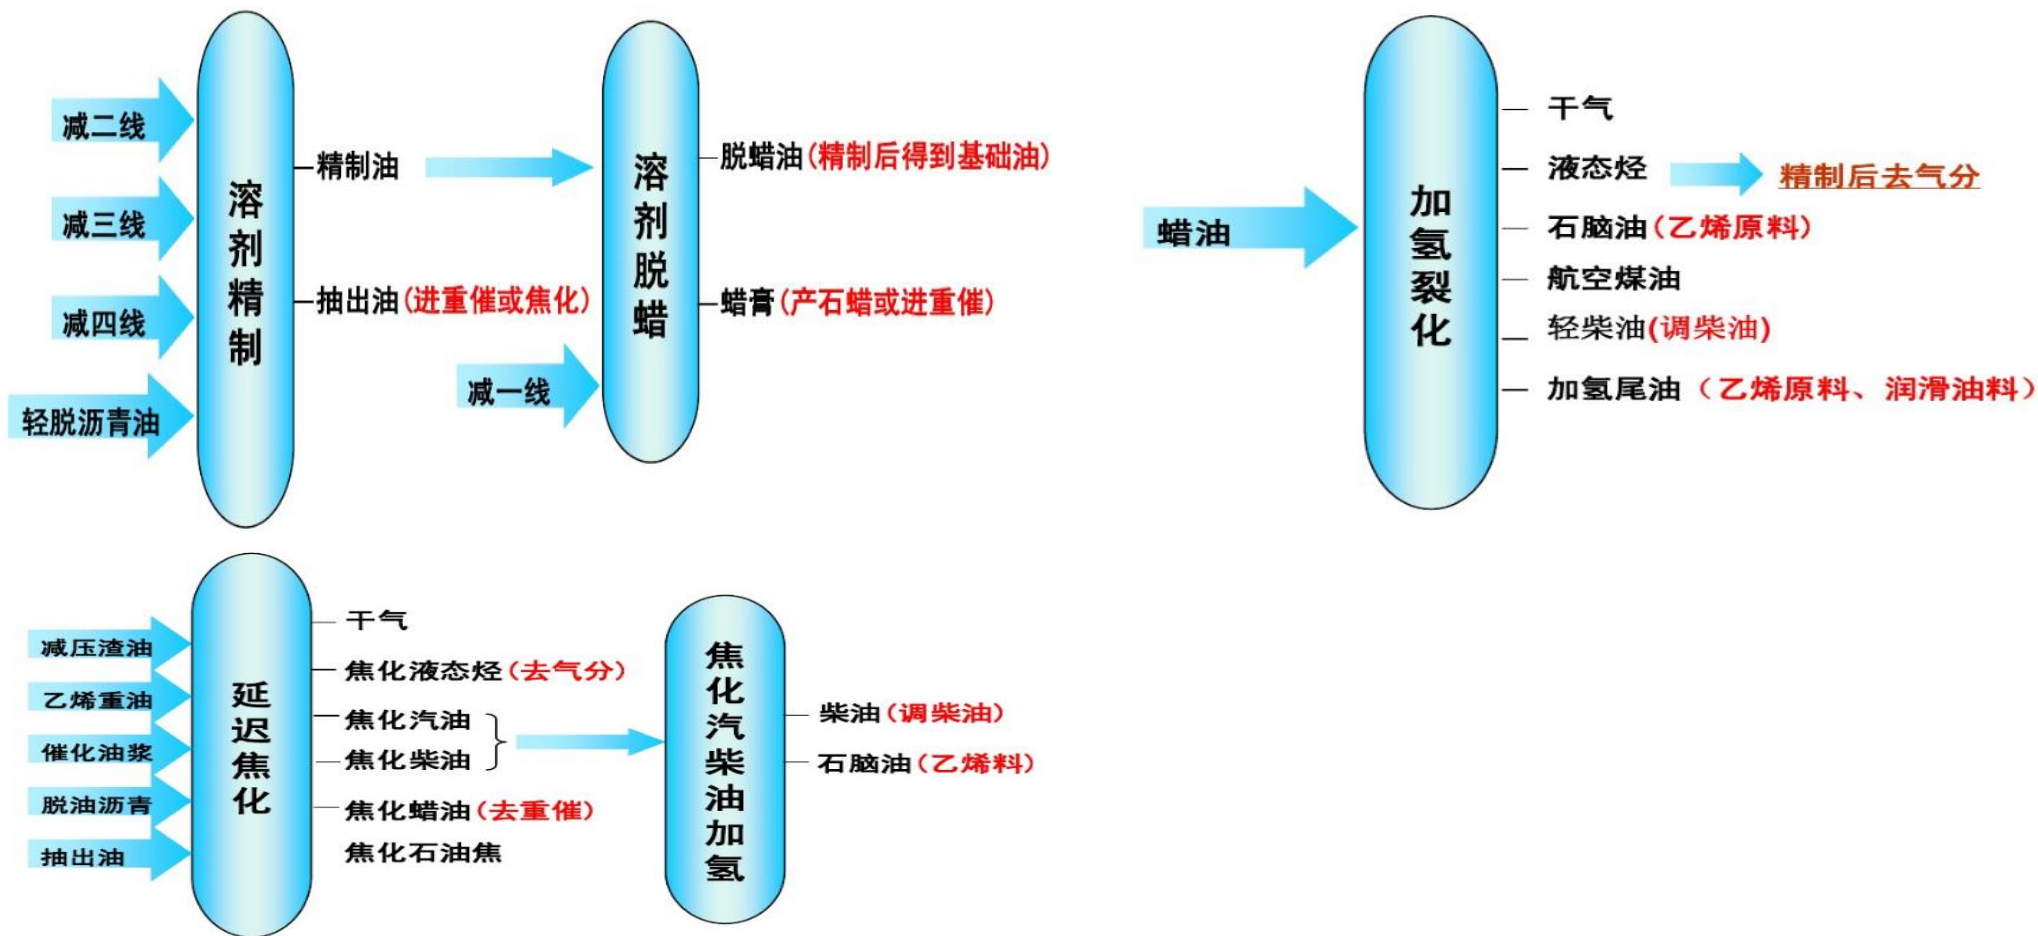 减二线
减三线
减四线
轻脱沥青油
溶剂精制
精制油
抽出油(进重催或焦化)
减一线
溶剂脱蜡
脱蜡油(精制后得到基础油)
蜡膏(产石蜡或进重催)
蜡油
加氢裂化
干气
液态烃
精制后去气分
石脑油(乙烯原料)
航空煤油
轻柴油(调柴油)
加氢尾油（乙烯原料、润滑油料）
减压渣油
乙烯重油
催化油浆
脱油沥青
抽出油
延迟焦化
干气
焦化液态烃(去气分)
焦化汽油
焦化柴油
焦化蜡油(去重催)
焦化石油焦
焦化汽柴油加氢
柴油(调柴油)
石脑油(乙烯料)